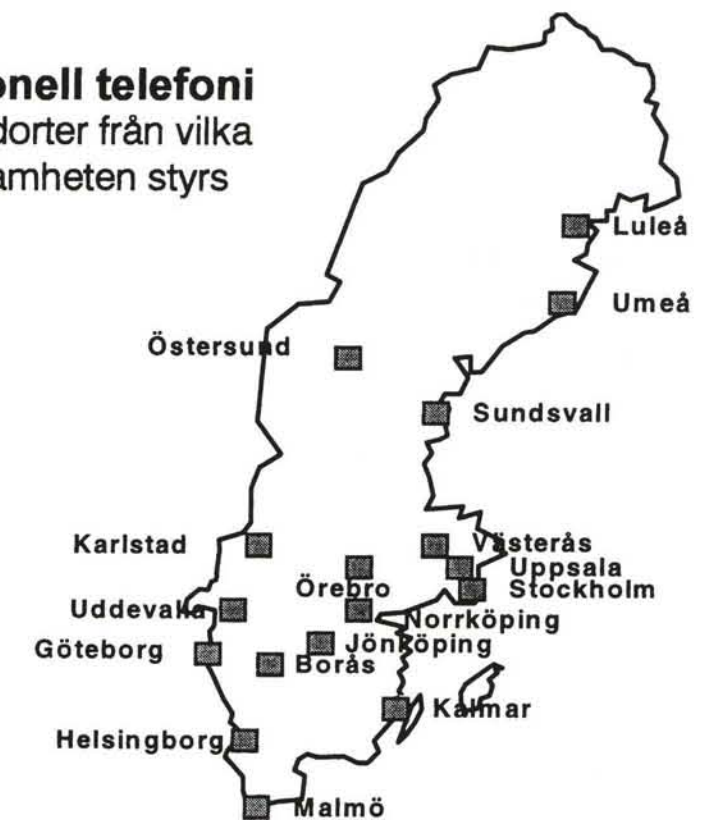 onell telefoni
dorter från vilka
amheten styrs
Luleå
Umeå
Östersund
Sundsvall
Karlstad
Västerås
Uppsala
Örebro
Stockholm
Uddevalla
Norrköping
Göteborg
Jönköping
Borås
Kalmar
Helsingborg
Malmö